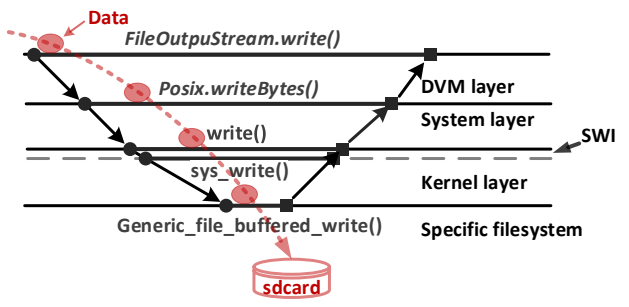 Data
FileOutpuStream.write()
DVM layer
Posix.writeBytes()
System layer
write()
SWI
sys_write()
Kernel layer
Generic_file_buffered_write()
Specific filesystem
sdcard